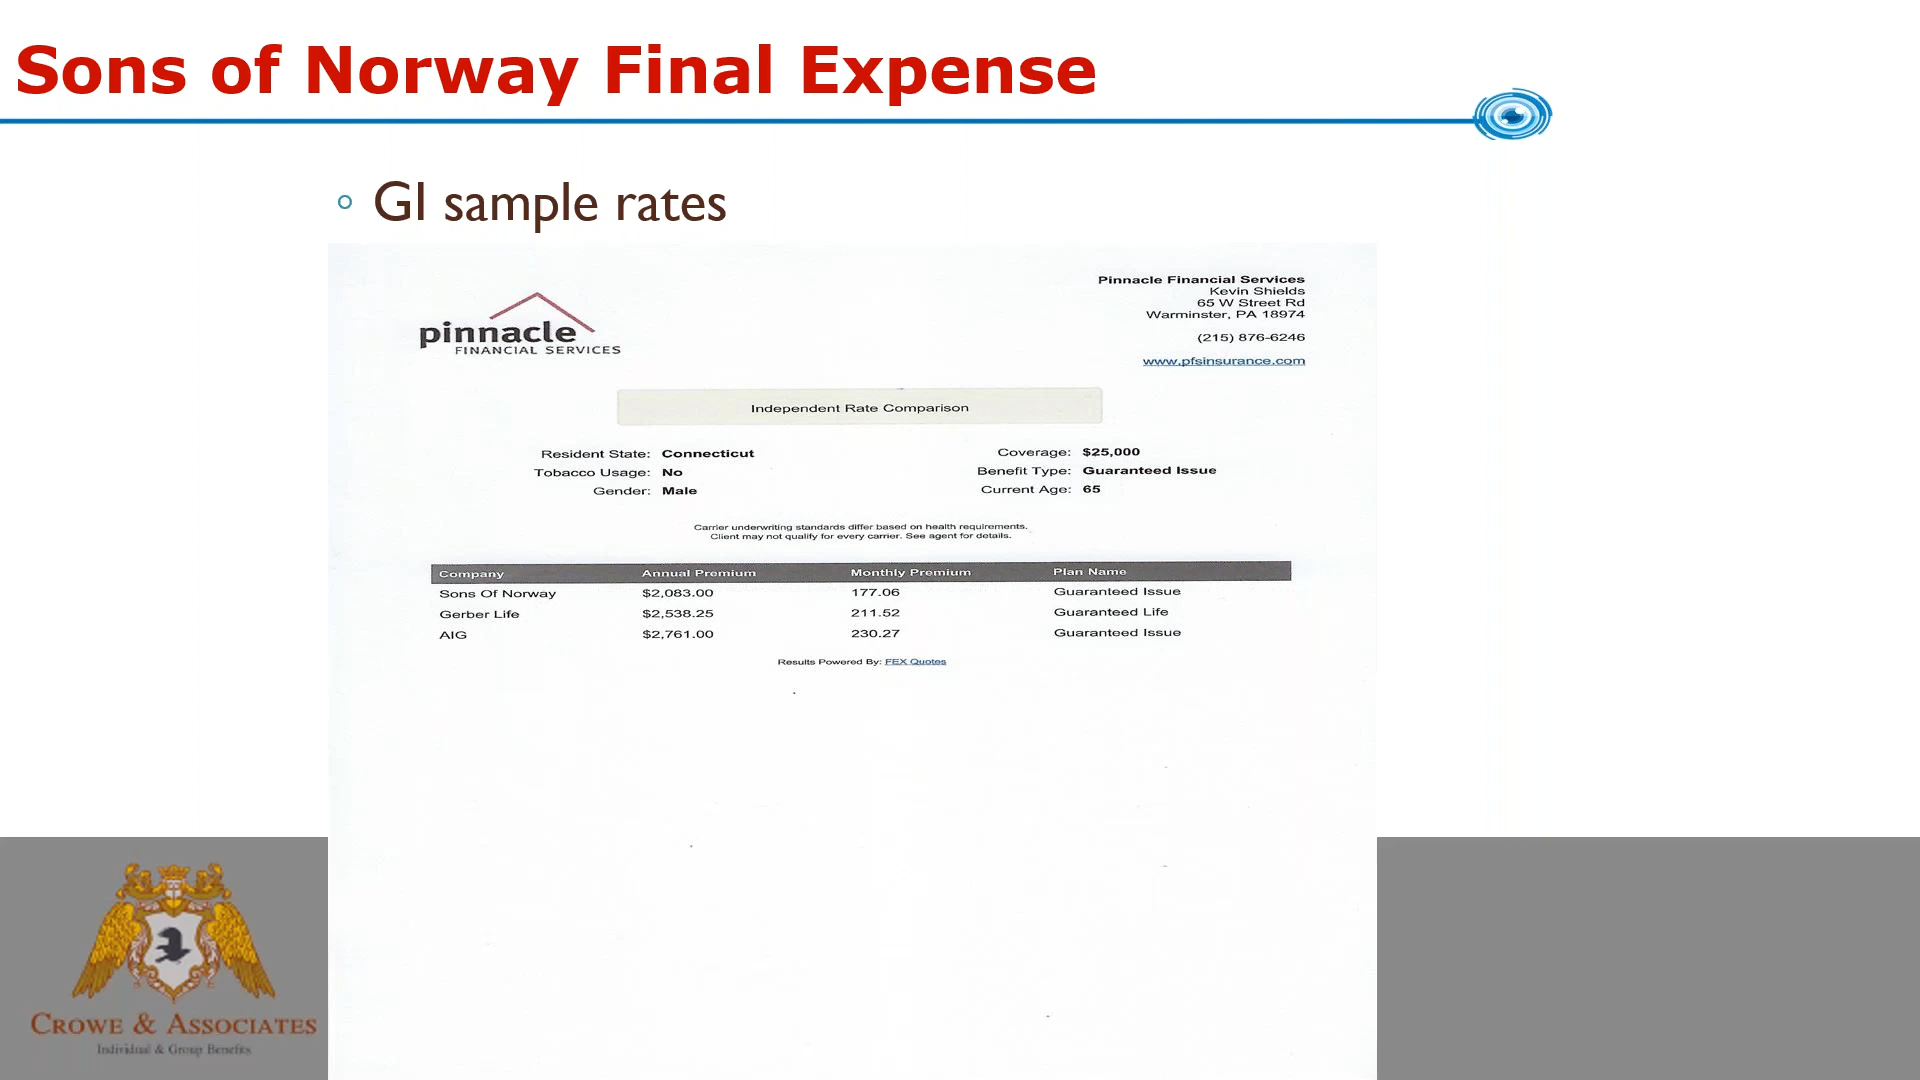 Sons of Norway Final Expense
GI sample rates
pinnacle
FINANCIAL SERVICES
Pinnacle Financial Services
Kevin Shields
65 W Street Rd
Warminster, PA 18974
(215) 876-6246
www.pfsinsurance.com
Independent Rate Comparison
Resident State: Connecticut
Tobacco Usage: No
Gender: Male
Coverage: $25,000
Benefit Type: Guaranteed Issue
Current Age: 65
Carrier underwriting standards differ based on health requirements.
Client may not qualify for every carrier. See agent for details.
Company Annual Premium Monthly Premium Plan Name
Sons Of Norway $2,083.00 177.06 Guaranteed Issue
Gerber Life $2,538.25 211.52 Guaranteed Life
AIG $2,761.00 230.27 Guaranteed Issue
Results Powered By: FEX Quotes
CROWE & ASSOCIATES
Individual & Group Benefits